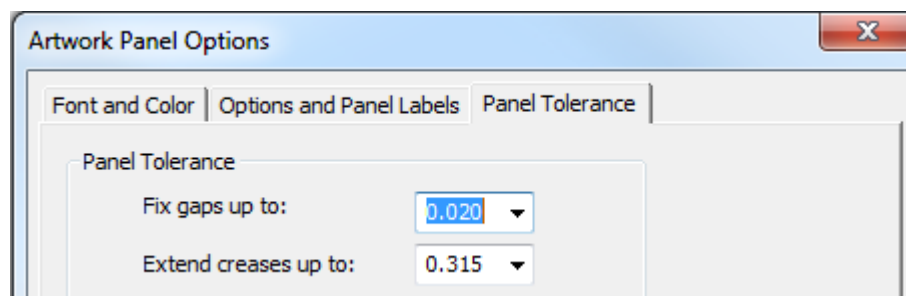 Artwork Panel Options
Font and Color Options and Panel Labels Panel Tolerance
Panel Tolerance
Fix gaps up to: 0.020
Extend creases up to: 0.315